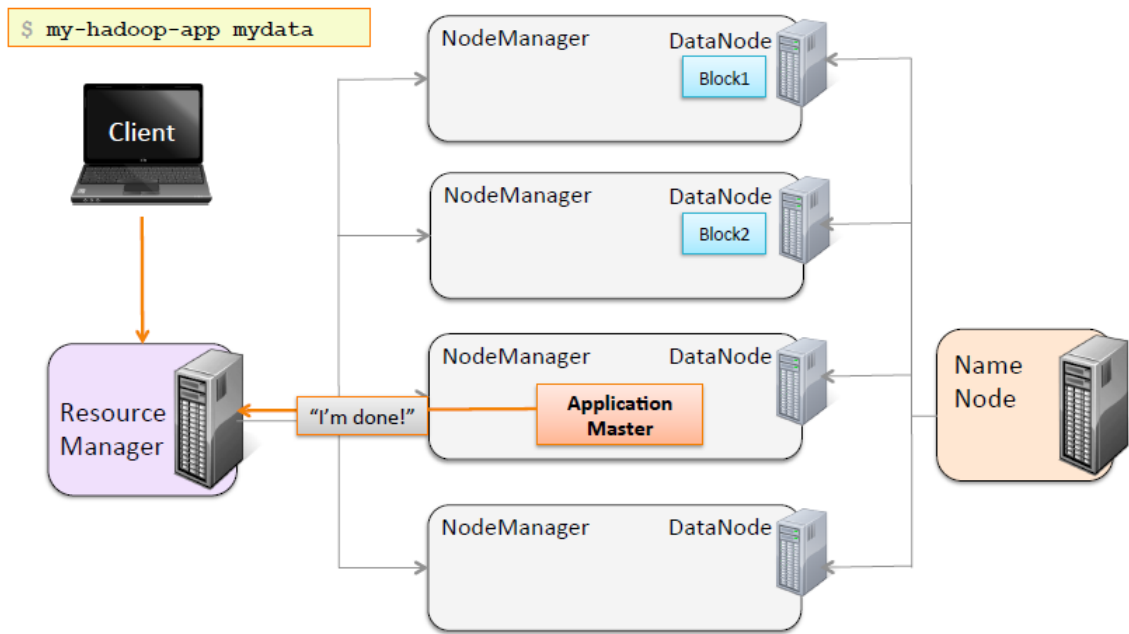 $ my-hadoop-app mydata
Client
Resource
Manager
"I'm done!"
NodeManager
DataNode
Block1
NodeManager
DataNode
Block2
NodeManager
DataNode
Application
Master
NodeManager
DataNode
Name
Node